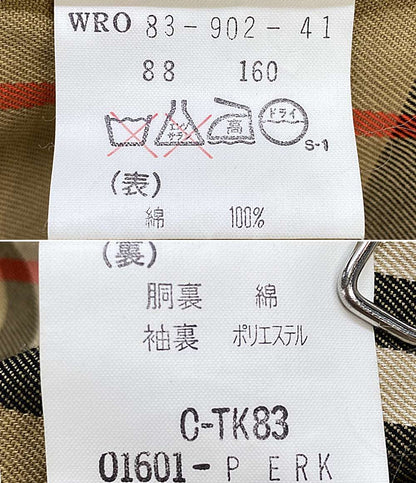 WRO 83-902-41
88 160
エンソ サラシ 高 ドライ
S-1
(表)
綿 100%
(裏)
胴裏 綿
袖裏 ポリエステル
C-TK83
01601-P ERK